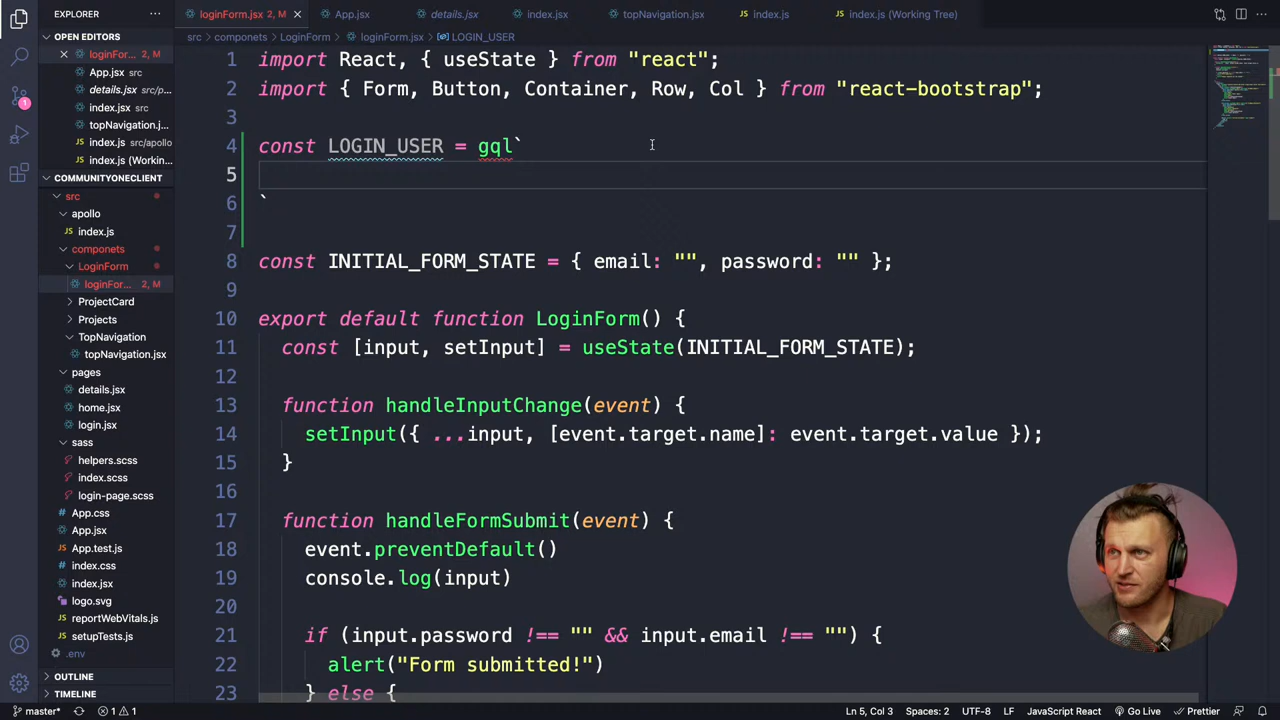 EXPLORER
loginForm.jsx 2, M
App.jsx
details.jsx
index.jsx
topNavigation.jsx
index.js
index.js (Working Tree)
OPEN EDITORS
loginFor... 2, M
App.jsx src
details.jsx src/p...
index.jsx src/...
topNavigation.j...
index.js src/apollo
index.js (Workin...
COMMUNITYONECLIENT
src
apollo
index.js
componets
LoginForm
loginFor... 2, M
ProjectCard
Projects
TopNavigation
topNavigation.jsx
pages
details.jsx
home.jsx
login.jsx
sass
helpers.scss
index.scss
login-page.scss
App.css
App.jsx
App.test.js
index.css
index.jsx
logo.svg
reportWebVitals.js
setupTests.js
.env
OUTLINE
TIMELINE
1
src > componets > LoginForm > loginForm.jsx > LOGIN_USER
1 import React, { useState } from "react";
2 import { Form, Button, Container, Row, Col } from "react-bootstrap";
3
4 const LOGIN_USER = gql`
5
6 `
7
8 const INITIAL_FORM_STATE = { email: "", password: "" };
9
10 export default function LoginForm() {
11 const [input, setInput] = useState(INITIAL_FORM_STATE);
12
13 function handleInputChange(event) {
14 setInput({ ...input, [event.target.name]: event.target.value });
15 }
16
17 function handleFormSubmit(event) {
18 event.preventDefault()
19 console.log(input)
20
21 if (input.password !== "" && input.email !== "") {
22 alert("Form submitted!")
23 } else {
master* 1 1 Ln 5, Col 3 Spaces: 2 UTF-8 LF JavaScript React Go Live Prettier